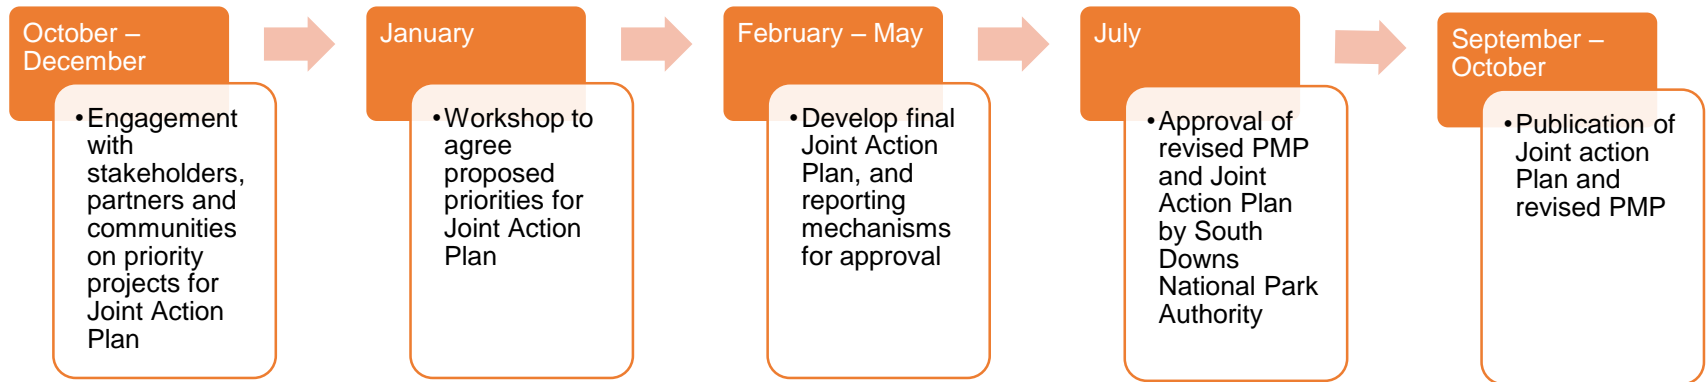 October –
December
•Engagement
with
stakeholders,
partners and
communities
on priority
projects for
Joint Action
Plan
January
•Workshop to
agree
proposed
priorities for
Joint Action
Plan
February – May
•Develop final
Joint Action
Plan, and
reporting
mechanisms
for approval
July
•Approval of
revised PMP
and Joint
Action Plan
by South
Downs
National Park
Authority
September –
October
•Publication of
Joint action
Plan and
revised PMP